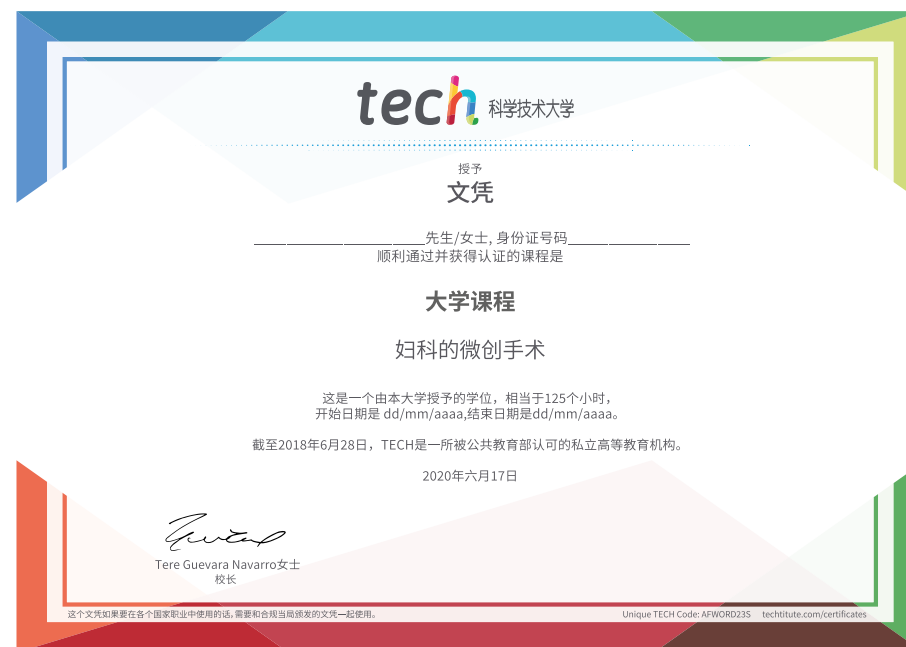 tech 科学技术大学
授予
文凭
先生/女士, 身份证号码
顺利通过并获得认证的课程是
大学课程
妇科的微创手术
这是一个由本大学授予的学位，相当于125个小时，
开始日期是 dd/mm/aaaa,结束日期是dd/mm/aaaa。
截至2018年6月28日，TECH是一所被公共教育部认可的私立高等教育机构。
2020年六月17日
Tere Guevara Navarro女士
校长
这个文凭如果要在各个国家职业中使用的话,需要和合规当局颁发的文凭一起使用。
Unique TECH Code: AFWORD23S techtitute.com/certificates